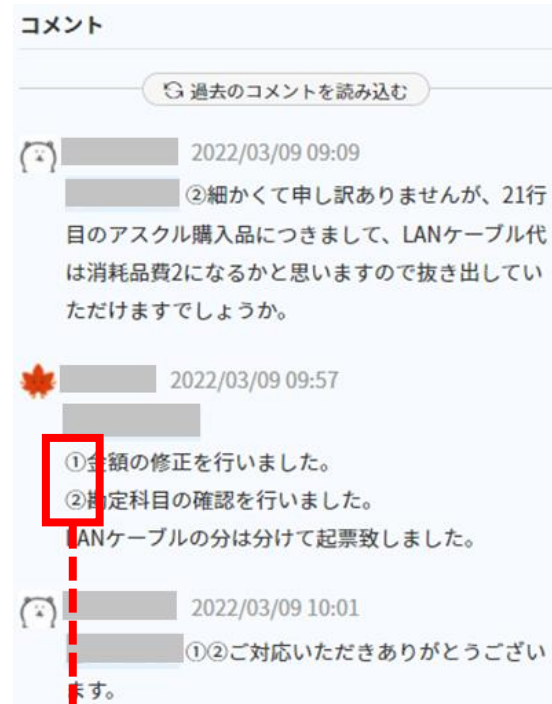 コメント
過去のコメントを読み込む
2022/03/09 09:09
②細かくて申し訳ありませんが、21行
目のアスクル購入品につきまして、LANケーブル代
は消耗品費2になるかと思いますので抜き出してい
ただけますでしょうか。
2022/03/09 09:57
①金額の修正を行いました。
②勘定科目の確認を行いました。
LANケーブルの分は分けて起票致しました。
2022/03/09 10:01
①②ご対応いただきありがとうござい
ます。